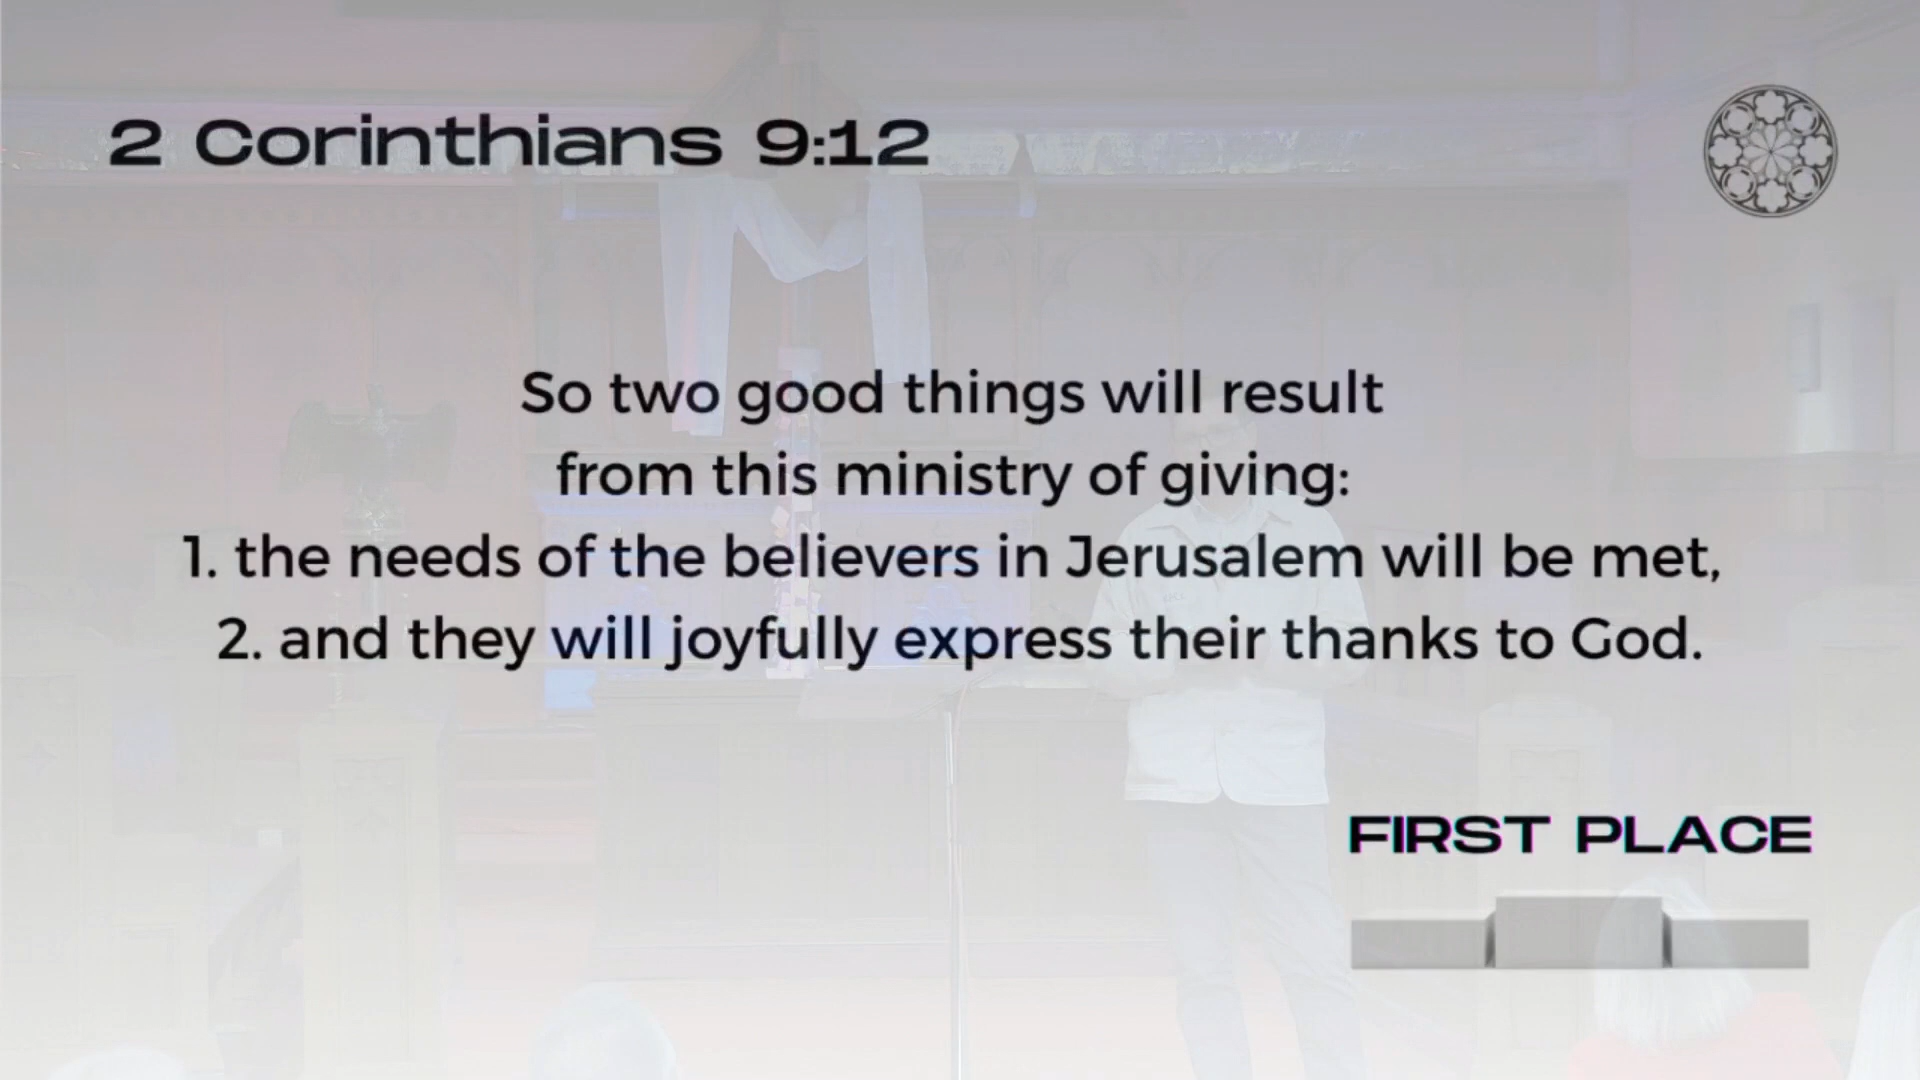 2 Corinthians 9:12
So two good things will result
from this ministry of giving:
1. the needs of the believers in Jerusalem will be met,
2. and they will joyfully express their thanks to God.
FIRST PLACE